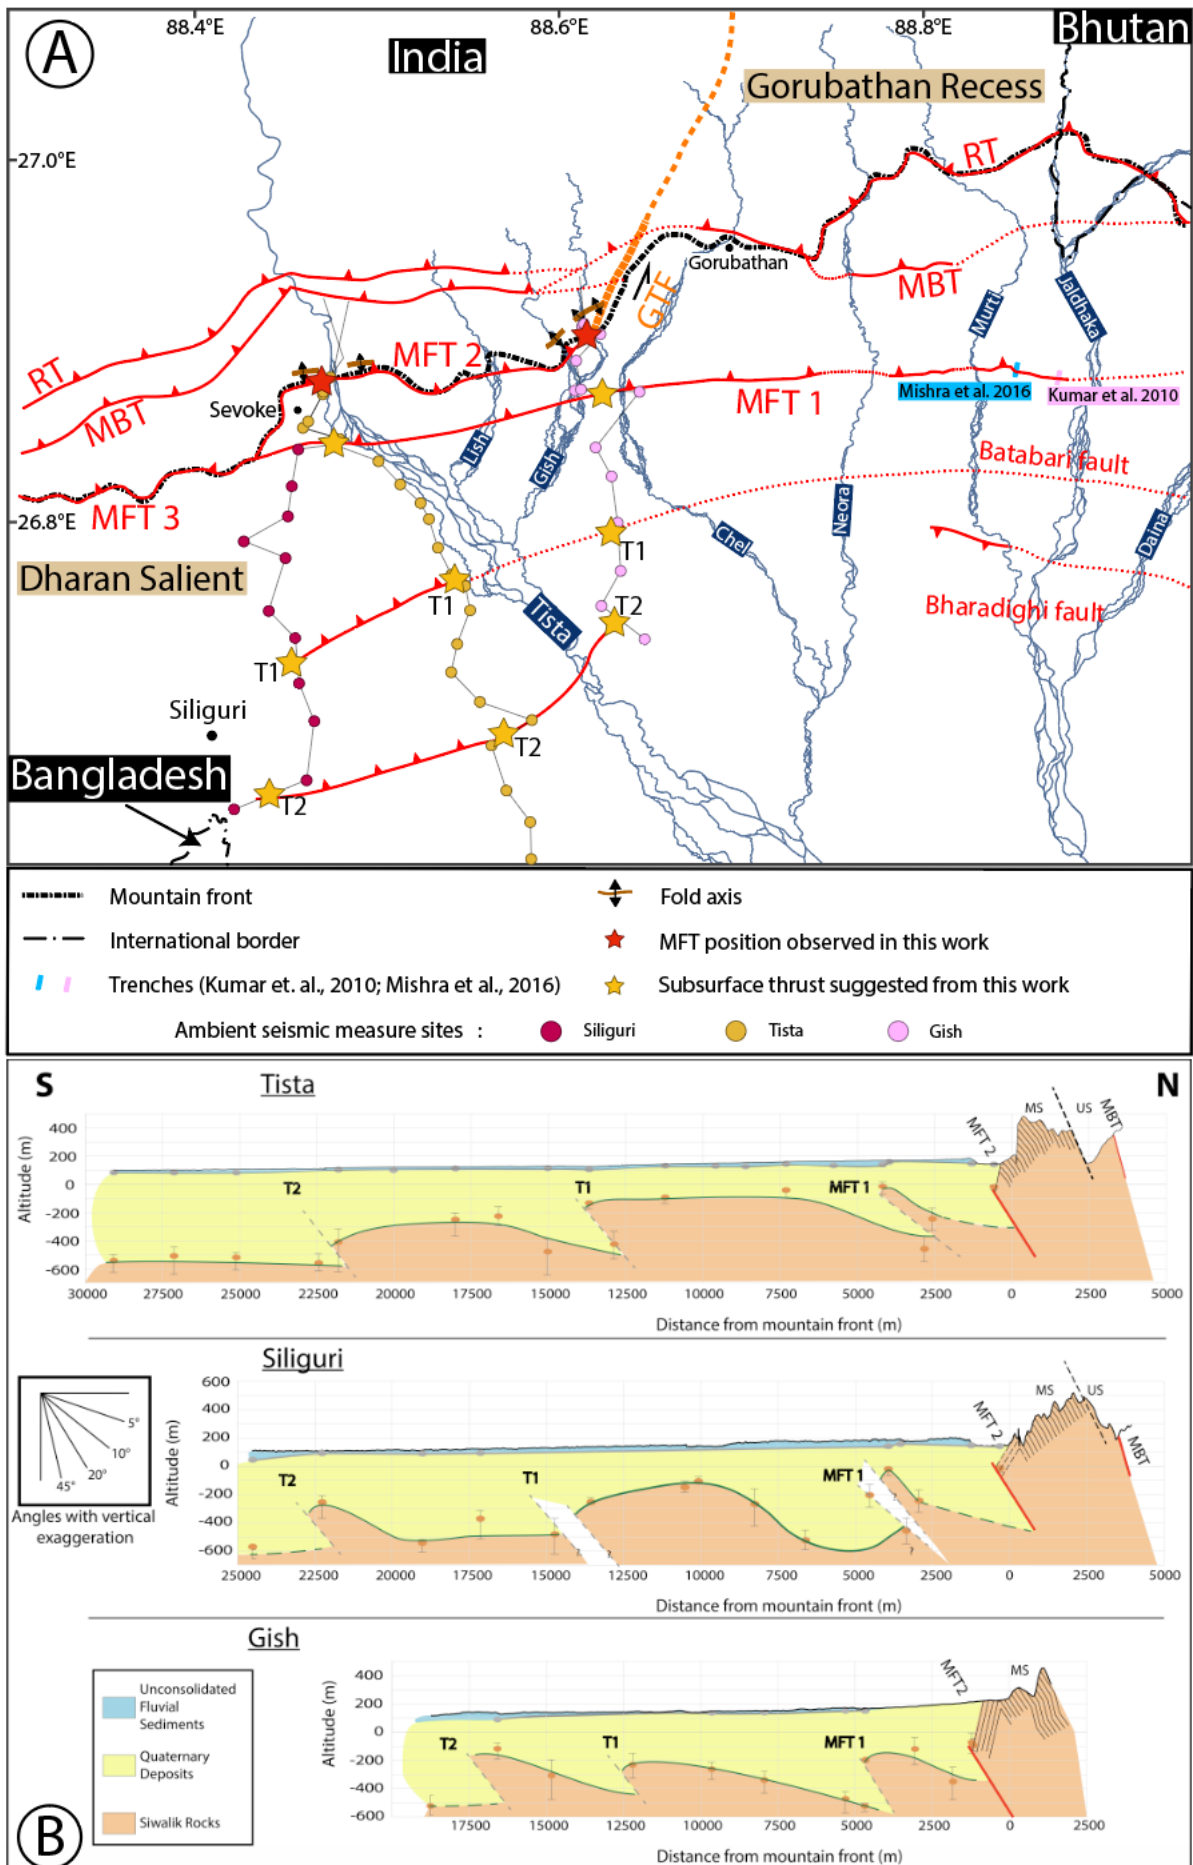 88.4°E
88.6°E
88.8°E
A
India
Bhutan
Gorubathan Recess
27.0°E
RT
Gorubathan
MBT
GTF
Murti
Jaldhaka
RT
MBT
MFT 2
Sevoke
MFT 1
Mishra et al. 2016
Kumar et al. 2010
Lish
Gish
Batabari fault
MFT 3
26.8°E
Neora
Chel
Daina
T1
Dharan Salient
T1
T2
Tista
Bharadighi fault
T1
Siliguri
T2
Bangladesh
T2
Mountain front
Fold axis
International border
MFT position observed in this work
Trenches (Kumar et. al., 2010; Mishra et al., 2016)
Subsurface thrust suggested from this work
Ambient seismic measure sites :
Siliguri
Tista
Gish
S
Tista
N
MS
US
MBT
MFT 2
Altitude (m)
400
200
0
-200
-400
-600
T2
T1
MFT 1
30000 27500 25000 22500 20000 17500 15000 12500 10000 7500 5000 2500 0 2500 5000
Distance from mountain front (m)
Siliguri
5°
10°
20°
45°
Angles with vertical
exaggeration
Altitude (m)
600
400
200
0
-200
-400
-600
MFT 2
MS
US
MBT
T2
T1
MFT 1
?
?
?
?
25000 22500 20000 17500 15000 12500 10000 7500 5000 2500 0 2500 5000
Distance from mountain front (m)
Gish
Unconsolidated
Fluvial
Sediments
Quaternary
Deposits
Siwalik Rocks
B
Altitude (m)
400
200
0
-200
-400
-600
MFT2
MS
T2
T1
MFT 1
17500 15000 12500 10000 7500 5000 2500 0 2500
Distance from mountain front (m)